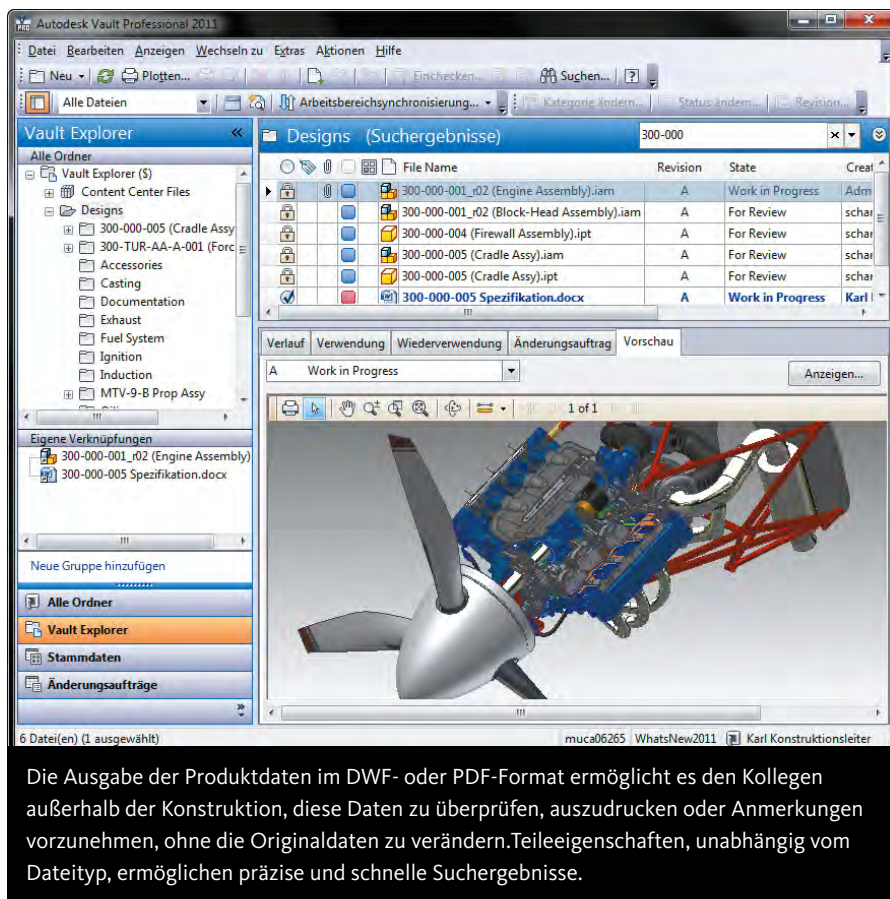 Autodesk Vault Professional 2011
Datei Bearbeiten Anzeigen Wechseln zu Extras Aktionen Hilfe
Neu Plotten... Einchecken... Suchen... ?
Alle Dateien Arbeitsbereichsynchronisierung... Kategorie ändern... Status ändern... Revision...
Vault Explorer «
Alle Ordner
Vault Explorer ($)
Content Center Files
Designs
300-000-005 (Cradle Assy
300-TUR-AA-A-001 (Forc
Accessories
Casting
Documentation
Exhaust
Fuel System
Ignition
Induction
MTV-9-B Prop Assy
Eigene Verknüpfungen
300-000-001_r02 (Engine Assembly)
300-000-005 Spezifikation.docx
Neue Gruppe hinzufügen
Alle Ordner
Vault Explorer
Stammdaten
Änderungsaufträge
Designs (Suchergebnisse) 300-000
File Name Revision State Creat
300-000-001_r02 (Engine Assembly).iam A Work in Progress Adm
300-000-001_r02 (Block-Head Assembly).iam A For Review schar
300-000-004 (Firewall Assembly).ipt A For Review schar
300-000-005 (Cradle Assy).iam A For Review schar
300-000-005 (Cradle Assy).ipt A For Review schar
300-000-005 Spezifikation.docx A Work in Progress Karl
Verlauf Verwendung Wiederverwendung Änderungsauftrag Vorschau
A Work in Progress Anzeigen...
1 of 1
6 Datei(en) (1 ausgewählt) muca06265 WhatsNew2011 Karl Konstruktionsleiter
Die Ausgabe der Produktdaten im DWF- oder PDF-Format ermöglicht es den Kollegen
außerhalb der Konstruktion, diese Daten zu überprüfen, auszudrucken oder Anmerkungen
vorzunehmen, ohne die Originaldaten zu verändern.Teileeigenschaften, unabhängig vom
Dateityp, ermöglichen präzise und schnelle Suchergebnisse.